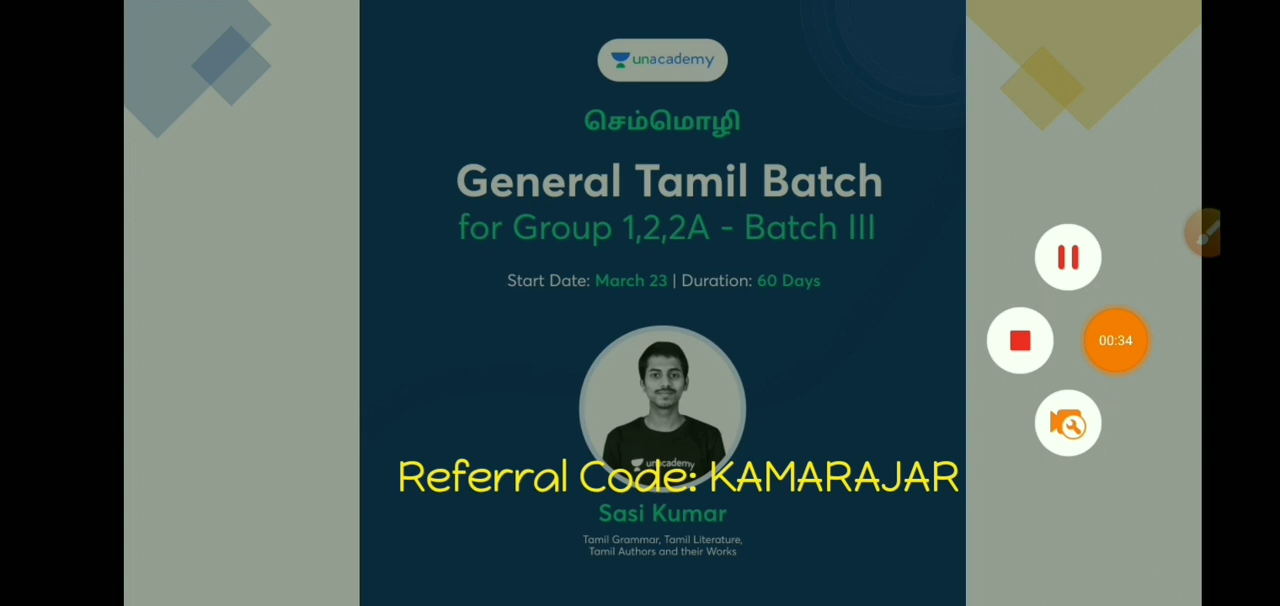 unacademy
செம்மொழி
General Tamil Batch
for Group 1,2,2A - Batch III
Start Date: March 23 | Duration: 60 Days
00:34
unacademy
Referral Code: KAMARAJAR
Sasi Kumar
Tamil Grammar, Tamil Literature,
Tamil Authors and their Works